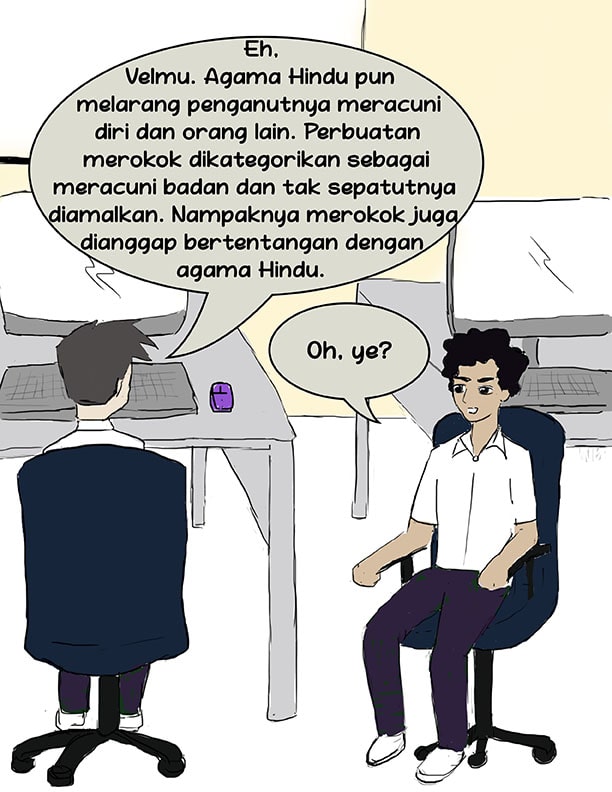 Eh,
Velmu. Agama Hindu pun
melarang penganutnya meracuni
diri dan orang lain. Perbuatan
merokok dikategorikan sebagai
meracuni badan dan tak sepatutnya
diamalkan. Nampaknya merokok juga
dianggap bertentangan dengan
agama Hindu.
Oh, ye?